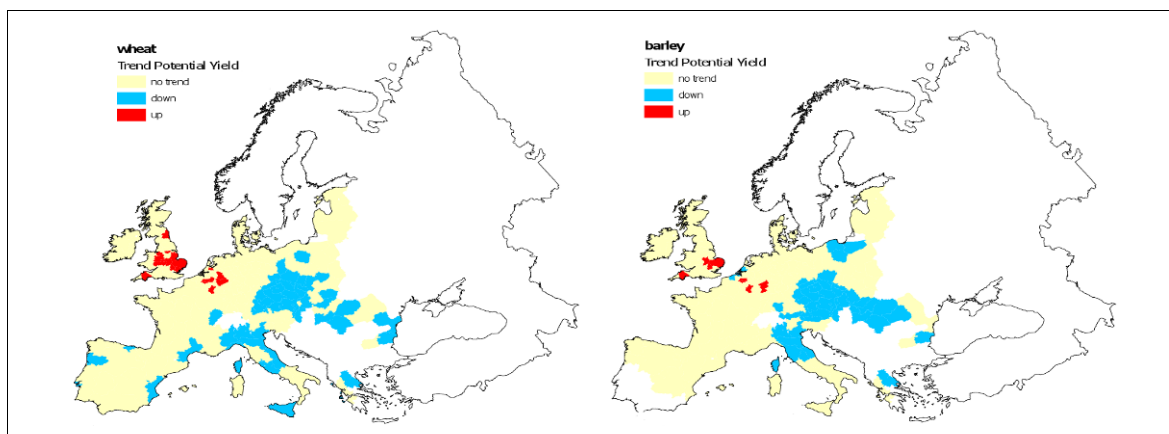 wheat
Trend Potential Yield
no trend
down
up
barley
Trend Potential Yield
no trend
down
up